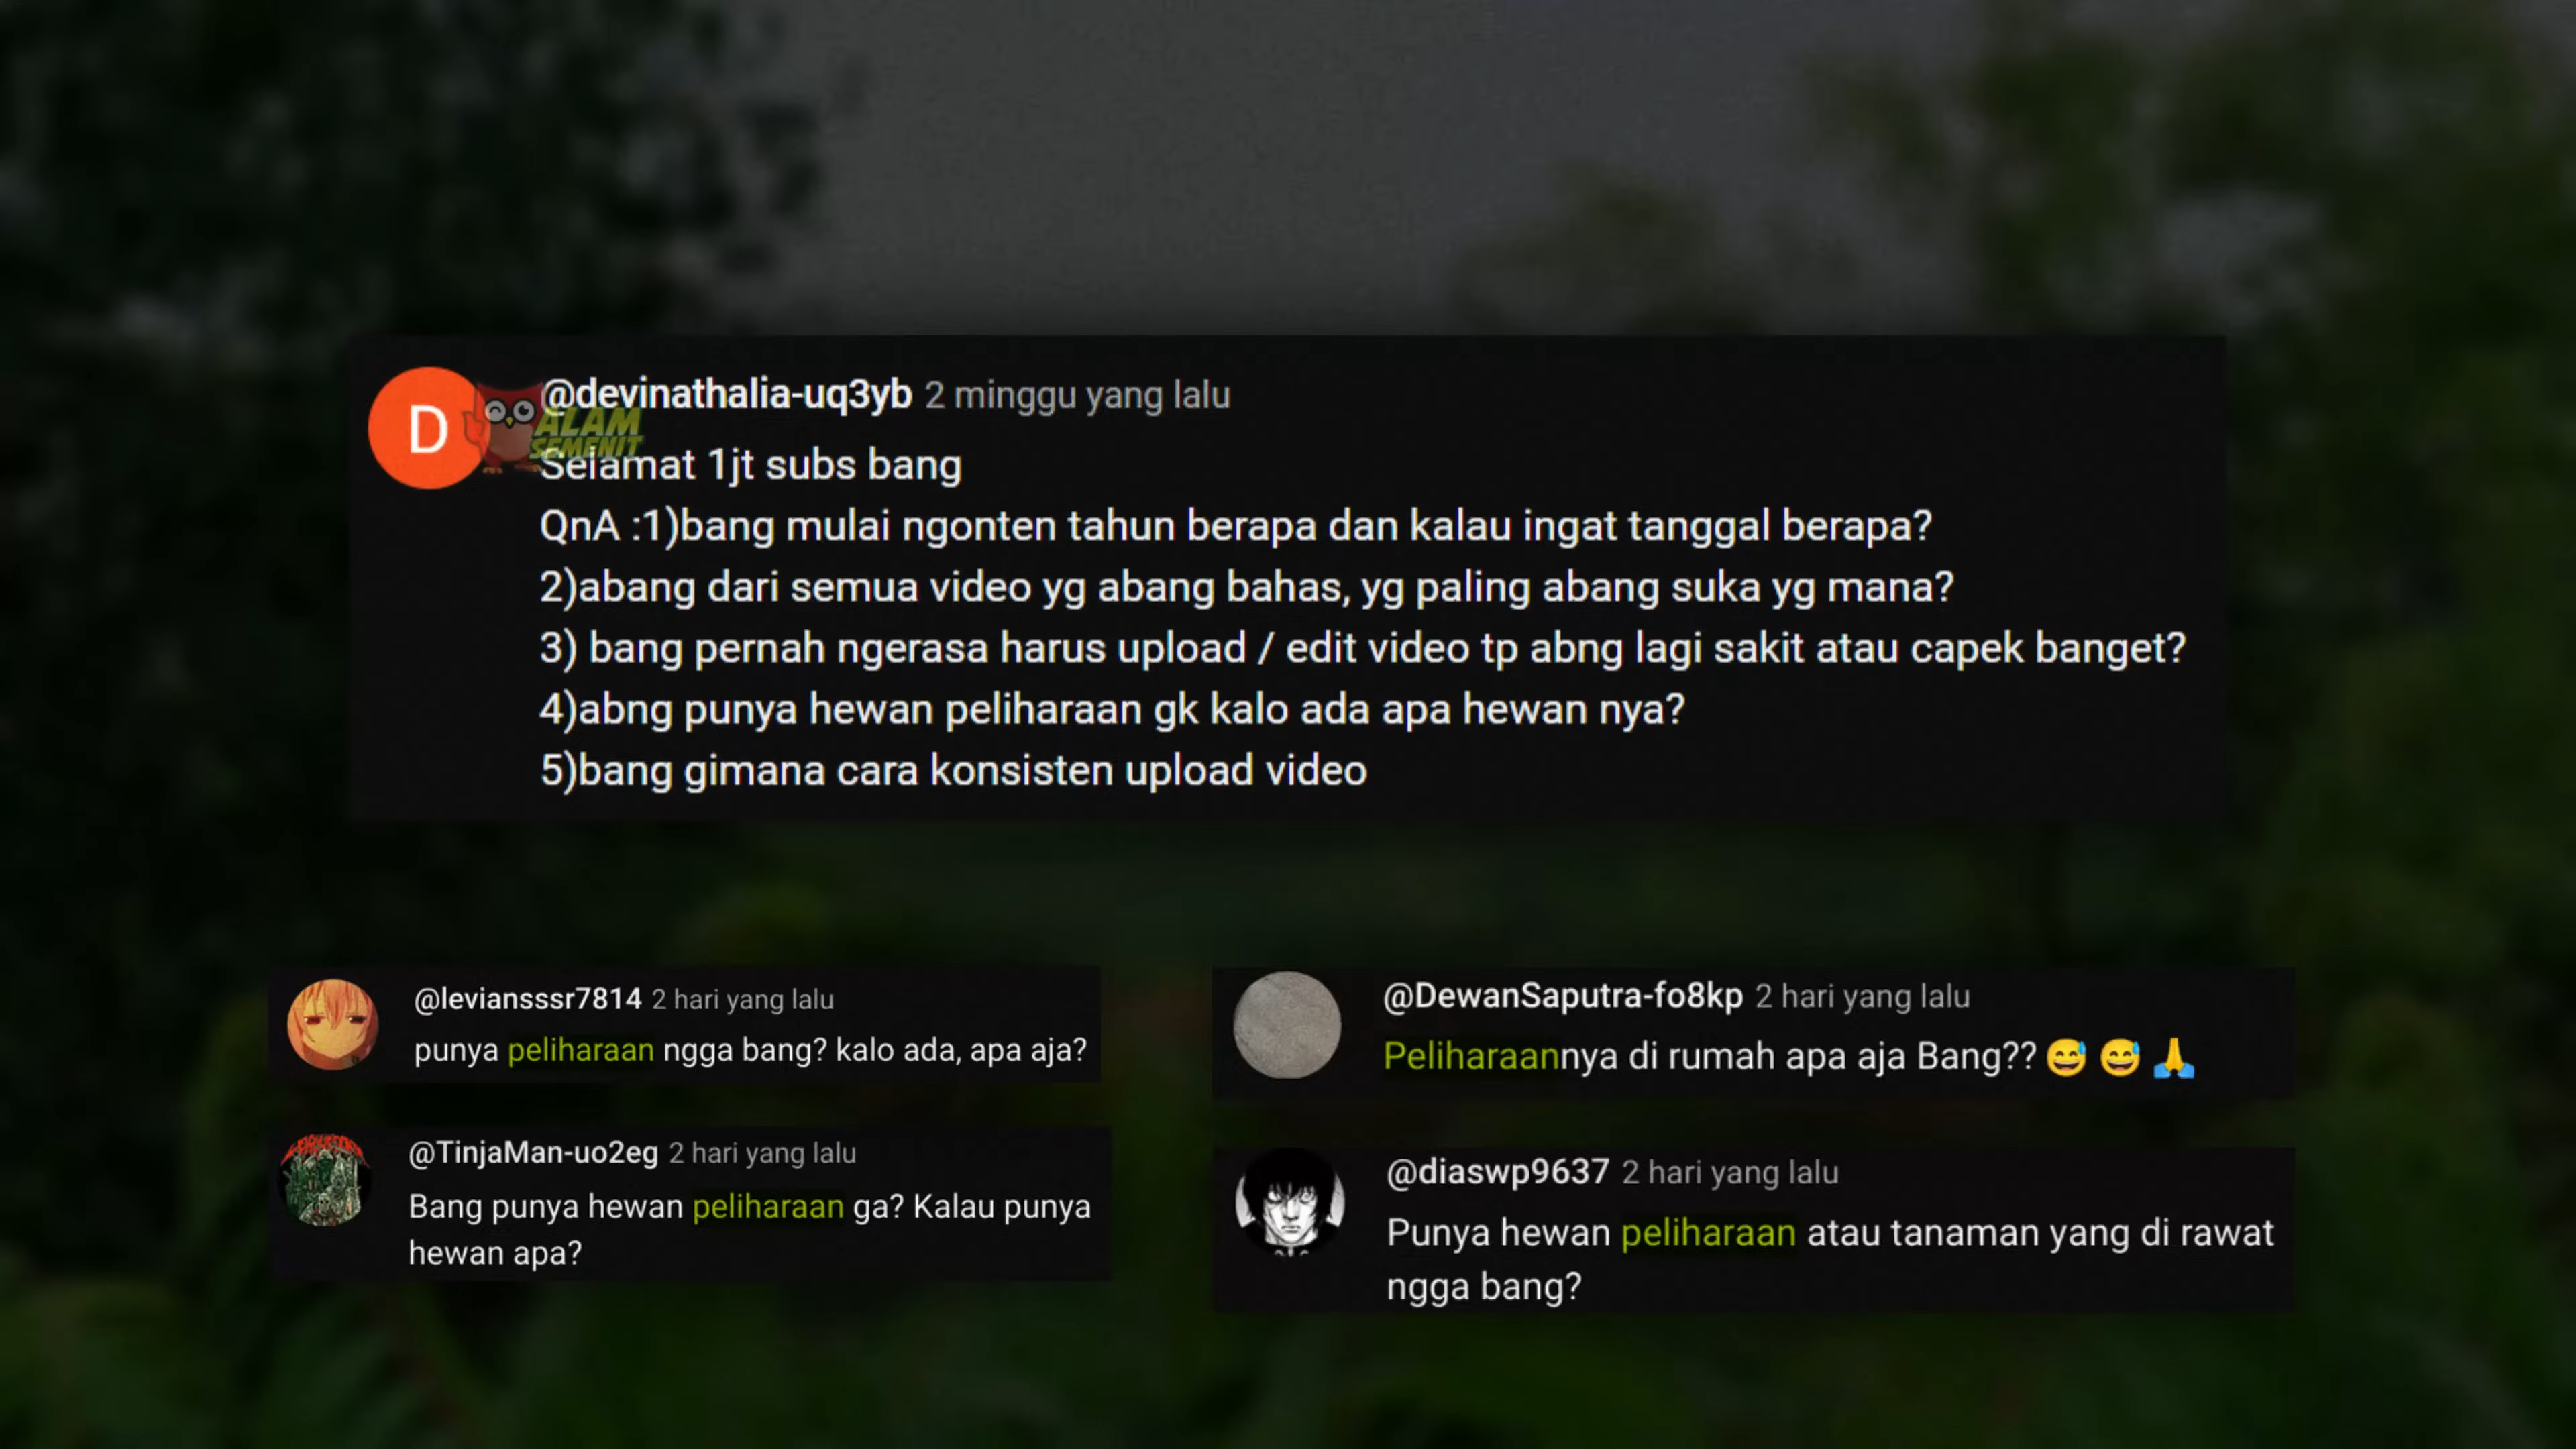 D
@devinathalia-uq3yb 2 minggu yang lalu
ALAM
SEMENIT
Selamat 1jt subs bang
QnA :1)bang mulai ngonten tahun berapa dan kalau ingat tanggal berapa?
2)abang dari semua video yg abang bahas, yg paling abang suka yg mana?
3) bang pernah ngerasa harus upload / edit video tp abng lagi sakit atau capek banget?
4)abng punya hewan peliharaan gk kalo ada apa hewan nya?
5)bang gimana cara konsisten upload video
@leviansssr7814 2 hari yang lalu
punya peliharaan ngga bang? kalo ada, apa aja?
@TinjaMan-uo2eg 2 hari yang lalu
Bang punya hewan peliharaan ga? Kalau punya
hewan apa?
@DewanSaputra-fo8kp 2 hari yang lalu
Peliharaannya di rumah apa aja Bang?? 😅 😅 🙏
@diaswp9637 2 hari yang lalu
Punya hewan peliharaan atau tanaman yang di rawat
ngga bang?